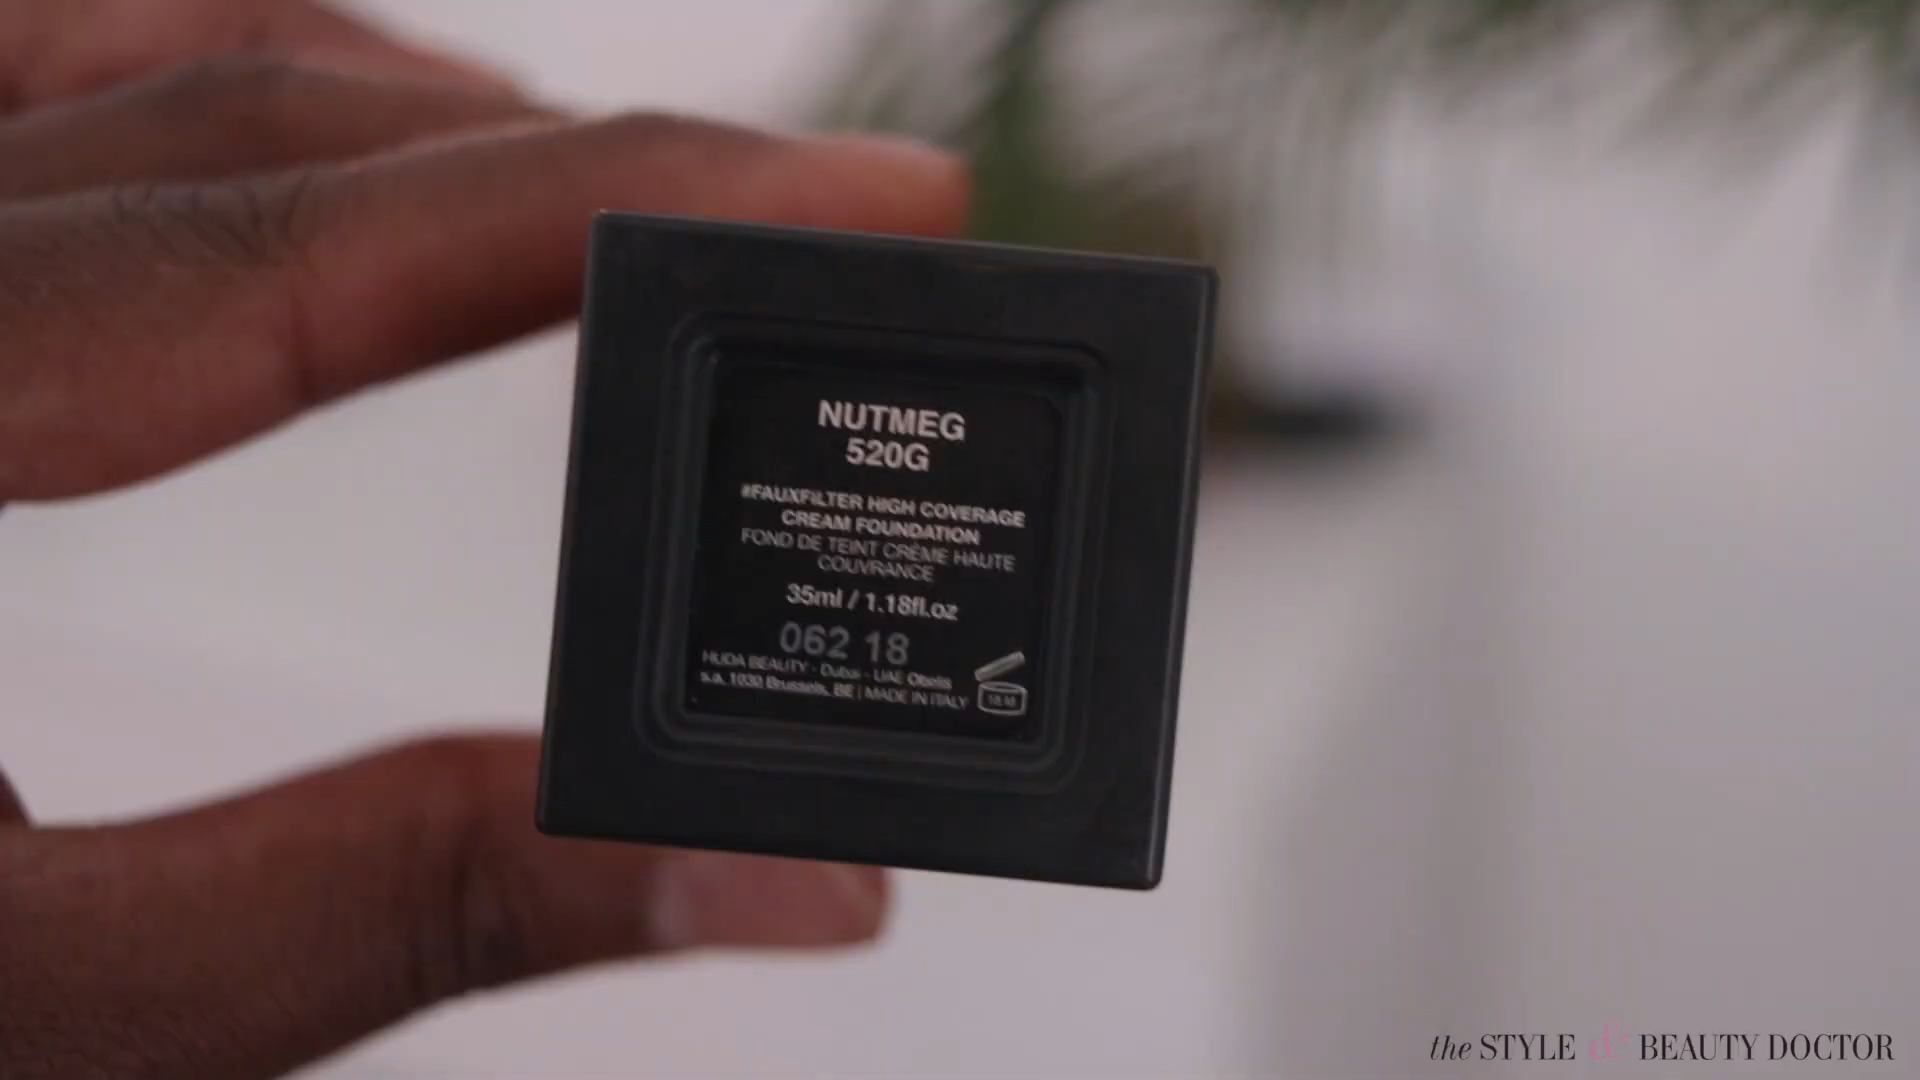 NUTMEG
520G
#FAUXFILTER HIGH COVERAGE
CREAM FOUNDATION
FOND DE TEINT CRÈME HAUTE
COUVRANCE
35ml / 1.18fl.oz
062 18
HUDA BEAUTY - Dubai - UAE Obelis
s.a. 1030 Brussels, BE | MADE IN ITALY
the STYLE & BEAUTY DOCTOR